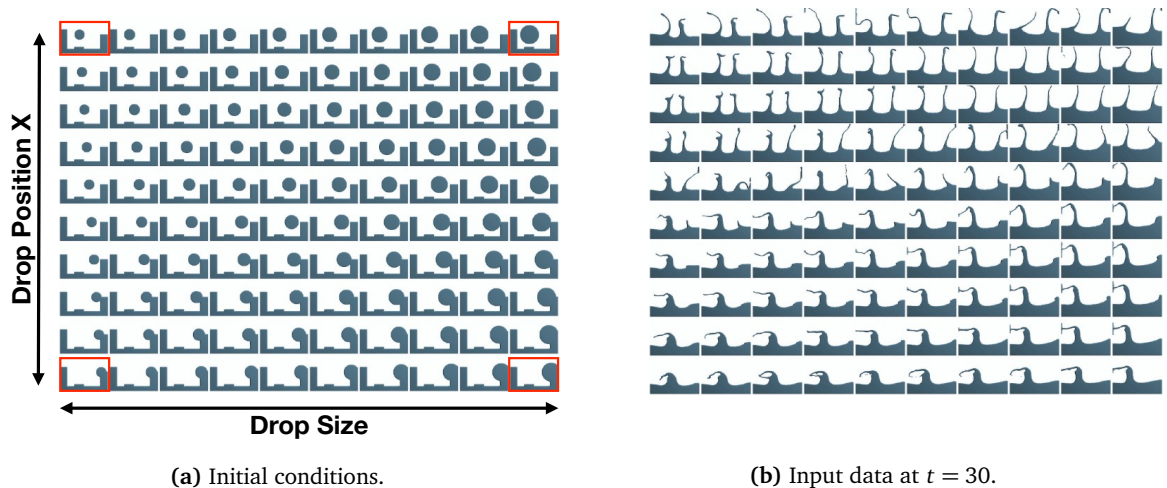 Drop Position X
Drop Size
(a) Initial conditions.
(b) Input data at t = 30.